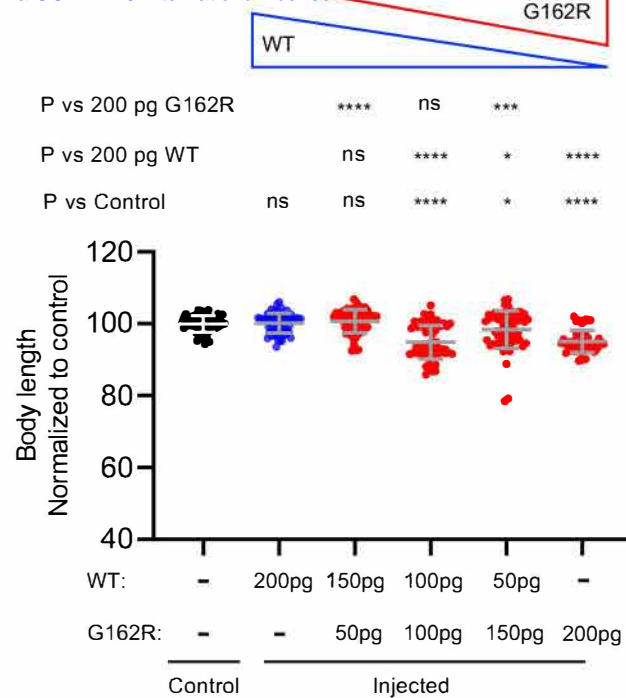 G162R
WT
P vs 200 pg G162R **** ns ***
P vs 200 pg WT ns **** * ****
P vs Control ns ns **** * ****
120
100
80
60
40
Body length
Normalized to control
WT: - 200pg 150pg 100pg 50pg -
G162R: - - 50pg 100pg 150pg 200pg
Control Injected